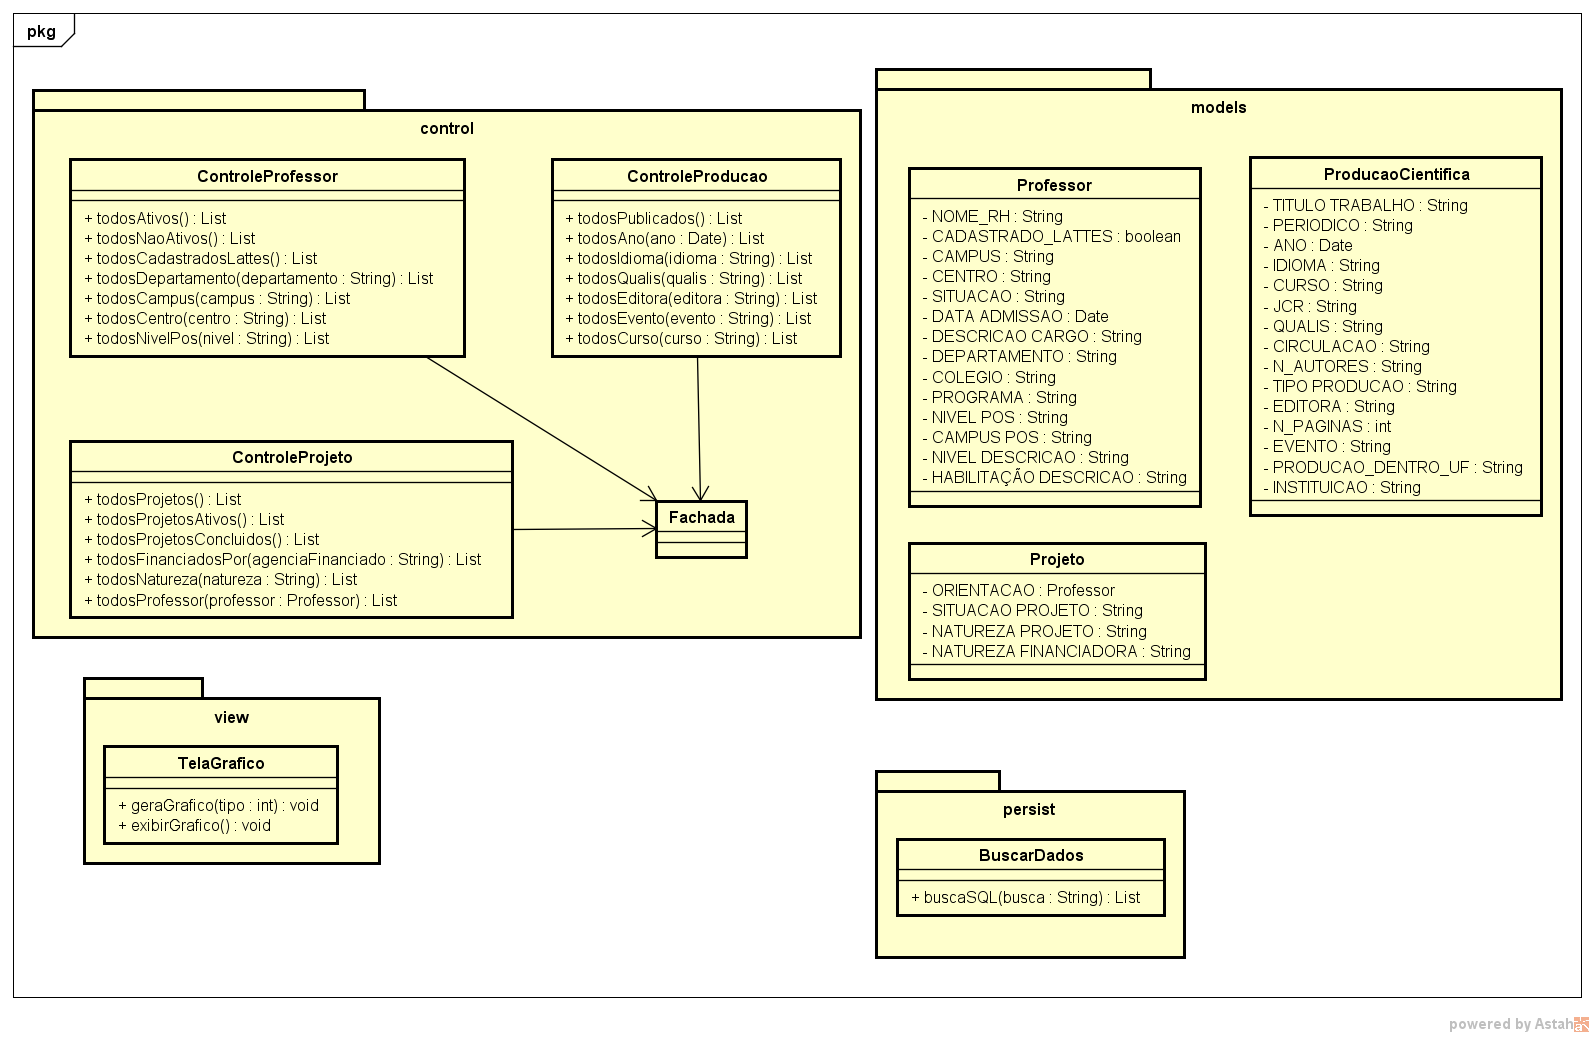 pkg
control
ControleProfessor
+ todosAtivos() : List
+ todosNaoAtivos() : List
+ todosCadastradosLattes() : List
+ todosDepartamento(departamento : String) : List
+ todosCampus(campus : String) : List
+ todosCentro(centro : String) : List
+ todosNivelPos(nivel : String) : List
ControleProducao
+ todosPublicados() : List
+ todosAno(ano : Date) : List
+ todosIdioma(idioma : String) : List
+ todosQualis(qualis : String) : List
+ todosEditora(editora : String) : List
+ todosEvento(evento : String) : List
+ todosCurso(curso : String) : List
ControleProjeto
+ todosProjetos() : List
+ todosProjetosAtivos() : List
+ todosProjetosConcluidos() : List
+ todosFinanciadosPor(agenciaFinanciado : String) : List
+ todosNatureza(natureza : String) : List
+ todosProfessor(professor : Professor) : List
Fachada
models
Professor
- NOME_RH : String
- CADASTRADO_LATTES : boolean
- CAMPUS : String
- CENTRO : String
- SITUACAO : String
- DATA ADMISSAO : Date
- DESCRICAO CARGO : String
- DEPARTAMENTO : String
- COLEGIO : String
- PROGRAMA : String
- NIVEL POS : String
- CAMPUS POS : String
- NIVEL DESCRICAO : String
- HABILITAÇÃO DESCRICAO : String
ProducaoCientifica
- TITULO TRABALHO : String
- PERIODICO : String
- ANO : Date
- IDIOMA : String
- CURSO : String
- JCR : String
- QUALIS : String
- CIRCULACAO : String
- N_AUTORES : String
- TIPO PRODUCAO : String
- EDITORA : String
- N_PAGINAS : int
- EVENTO : String
- PRODUCAO_DENTRO_UF : String
- INSTITUICAO : String
Projeto
- ORIENTACAO : Professor
- SITUACAO PROJETO : String
- NATUREZA PROJETO : String
- NATUREZA FINANCIADORA : String
view
TelaGrafico
+ geraGrafico(tipo : int) : void
+ exibirGrafico() : void
persist
BuscarDados
+ buscaSQL(busca : String) : List
powered by Astah